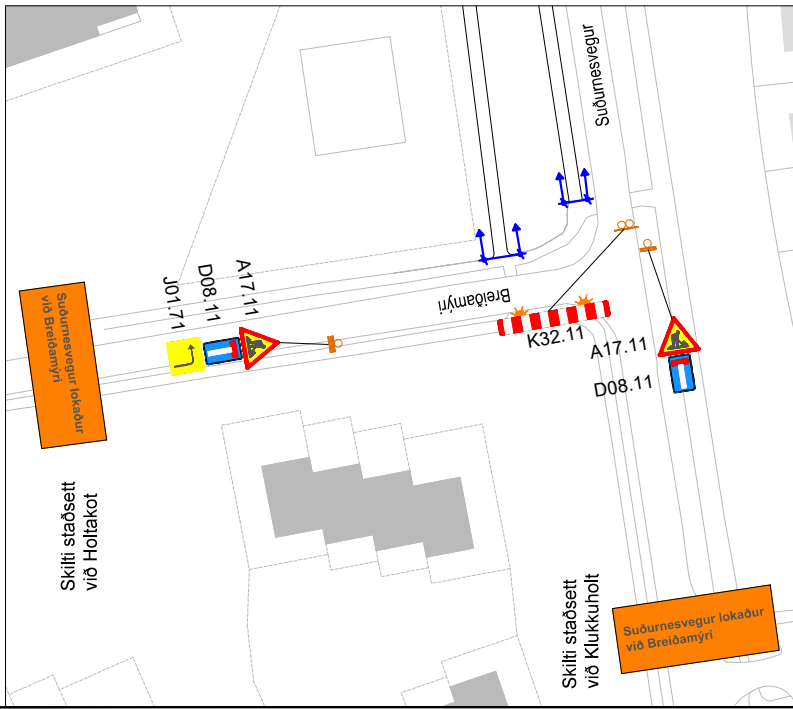 Suðurnesvegur
Breiðamýri
J01.71
D08.11
A17.11
Suðurnesvegur lokaður
við Breiðamýri
K32.11
A17.11
D08.11
Skilti staðsett
við Holtakot
Skilti staðsett
við Klukkuholt
Suðurnesvegur lokaður
við Breiðamýri